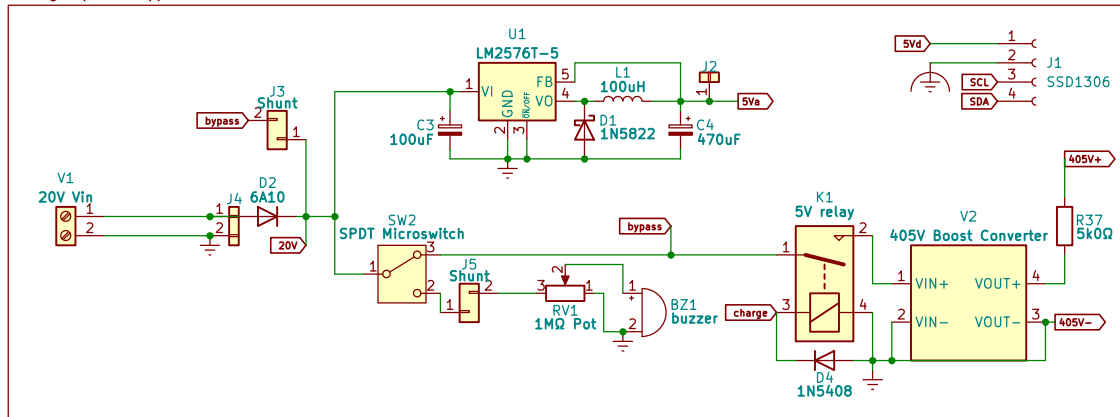 U1
LM2576T-5
VI
1
FB
5
VO
4
GND
2
ON/OFF
3
L1
100uH
J2
1
5Va
5Vd
1
2
SCL
3
SDA
4
J1
SSD1306
J3
Shunt
bypass
2
1
C3
+
100uF
D1
1N5822
C4
+
470uF
V1
20V Vin
1
2
J4
1
2
D2
6A10
20V
SW2
SPDT Microswitch
1
3
2
J5
Shunt
1
2
RV1
1MΩ Pot
3
2
1
BZ1
buzzer
1
+
2
bypass
K1
5V relay
1
2
charge
3
4
D4
1N5408
V2
405V Boost Converter
1
VIN+
2
VIN-
VOUT+
4
VOUT-
3
405V+
R37
5k0Ω
405V-